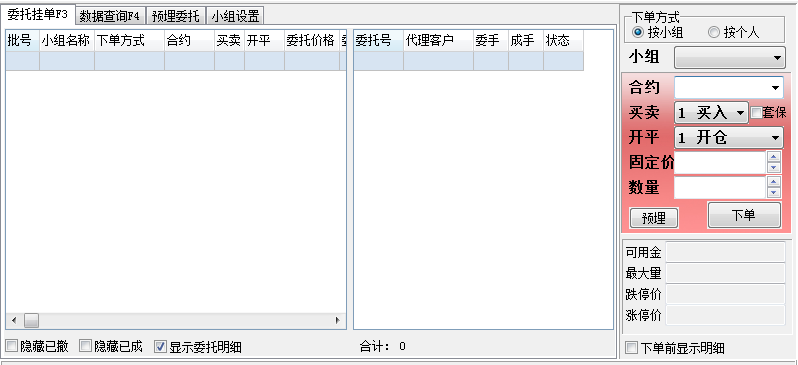 委托挂单F3 数据查询F4 预埋委托 小组设置
批号 小组名称 下单方式 合约 买卖 开平 委托价格
委托号 代理客户 委手 成手 状态
隐藏已撤 隐藏已成 显示委托明细 合计: 0
下单方式
按小组 按个人
小组
合约
买卖 1 买入 套保
开平 1 开仓
固定价
数量
预埋 下单
可用金
最大量
跌停价
涨停价
下单前显示明细